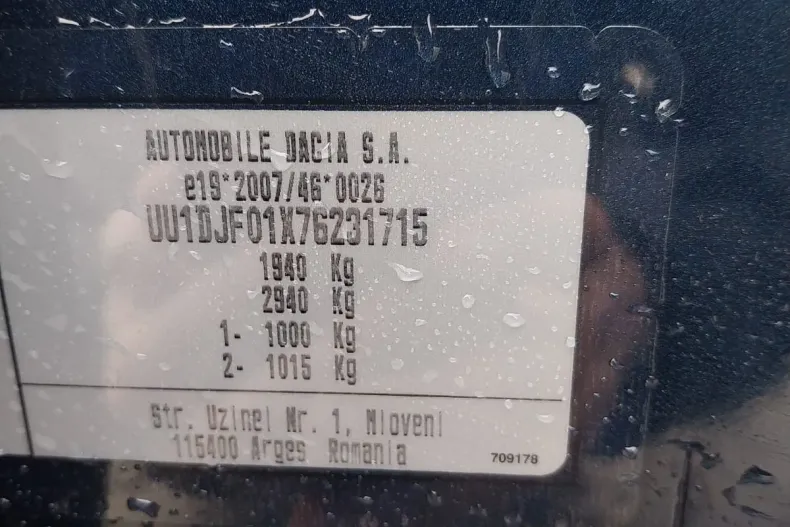 AUTOMOBILE DACIA S.A.
e19*2007/46*0026
UU1DJF01X76231715
1940 Kg
2940 Kg
1- 1000 Kg
2- 1015 Kg
Str. Uzinei Nr. 1, Mioveni
115400 Arges Romania
709178